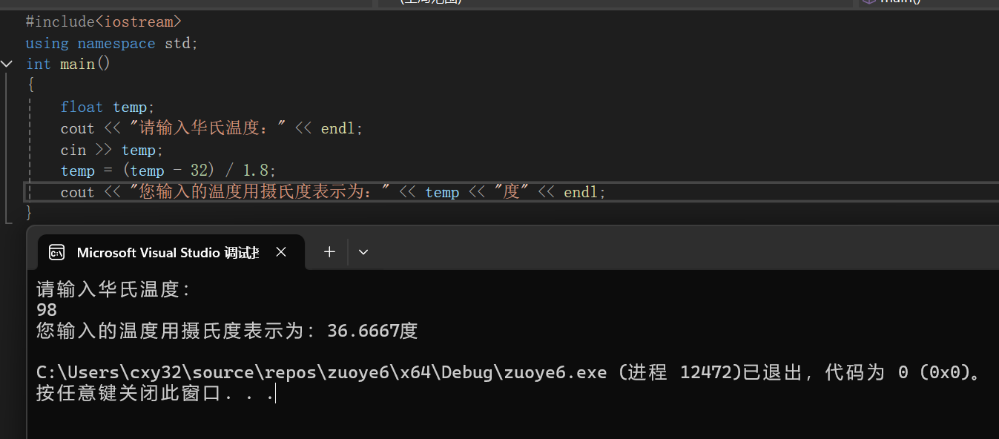 #include<iostream>
using namespace std;
int main()
{
float temp;
cout << "请输入华氏温度：" << endl;
cin >> temp;
temp = (temp - 32) / 1.8;
cout << "您输入的温度用摄氏度表示为：" << temp << "度" << endl;
}
Microsoft Visual Studio 调试
请输入华氏温度：
98
您输入的温度用摄氏度表示为：36.6667度
C:\Users\cxy32\source\repos\zuoye6\x64\Debug\zuoye6.exe (进程 12472)已退出，代码为 0 (0x0)。
按任意键关闭此窗口. . .